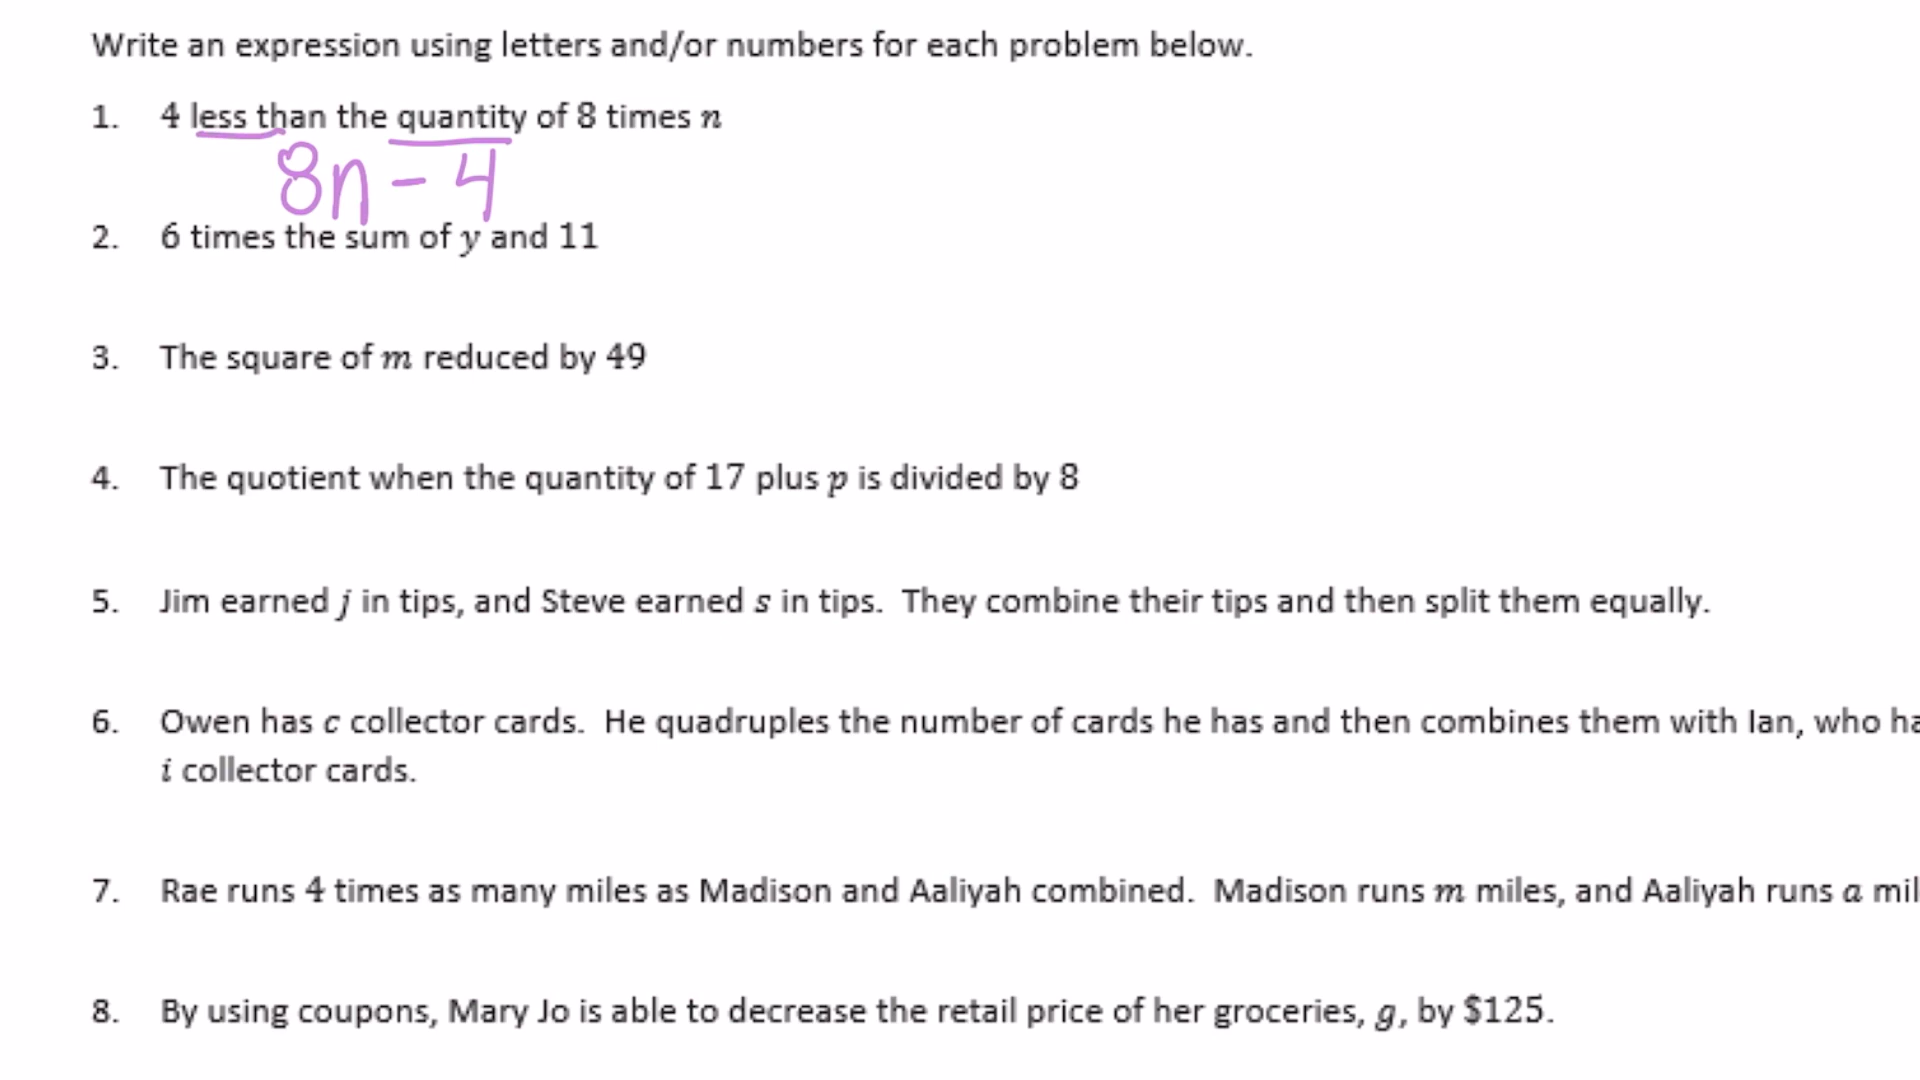 Write an expression using letters and/or numbers for each problem below.
1. 4 less than the quantity of 8 times n
8n - 4
2. 6 times the sum of y and 11
3. The square of m reduced by 49
4. The quotient when the quantity of 17 plus p is divided by 8
5. Jim earned j in tips, and Steve earned s in tips. They combine their tips and then split them equally.
6. Owen has c collector cards. He quadruples the number of cards he has and then combines them with Ian, who
i collector cards.
7. Rae runs 4 times as many miles as Madison and Aaliyah combined. Madison runs m miles, and Aaliyah runs a
8. By using coupons, Mary Jo is able to decrease the retail price of her groceries, g, by $125.